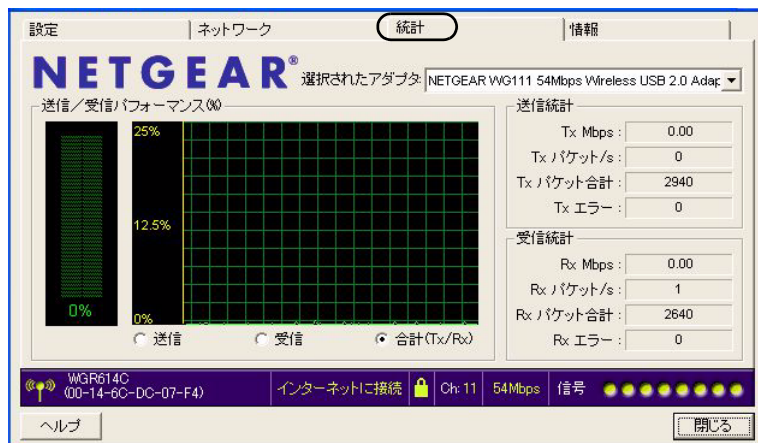 設定 ネットワーク 統計 情報
NETGEAR® 選択されたアダプタ: NETGEAR WG111 54Mbps Wireless USB 2.0 Adap
送信／受信パフォーマンス(%)
25%
12.5%
0%
0%
送信 受信 合計(Tx/Rx)
送信統計
Tx Mbps : 0.00
Tx パケット/s : 0
Tx パケット合計 : 2940
Tx エラー : 0
受信統計
Rx Mbps : 0.00
Rx パケット/s : 1
Rx パケット合計 : 2640
Rx エラー : 0
WGR614C
(00-14-6C-DC-07-F4)
インターネットに接続 Ch: 11 54Mbps 信号
ヘルプ 閉じる